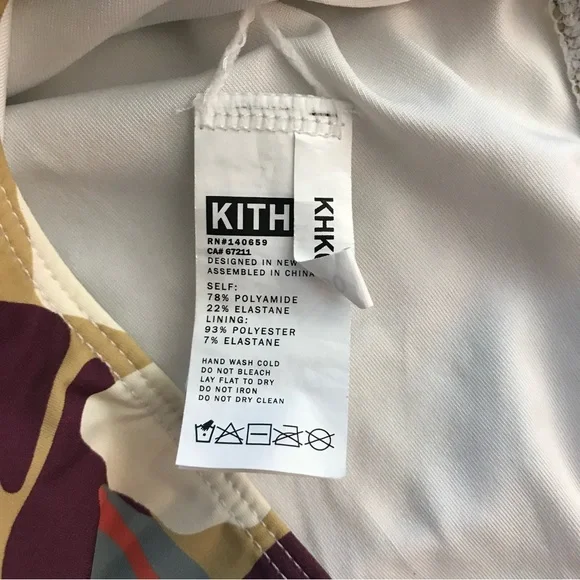 KITH
RN#140659
CA# 67211
DESIGNED IN NEW
ASSEMBLED IN CHINA
SELF:
78% POLYAMIDE
22% ELASTANE
LINING:
93% POLYESTER
7% ELASTANE
HAND WASH COLD
DO NOT BLEACH
LAY FLAT TO DRY
DO NOT IRON
DO NOT DRY CLEAN